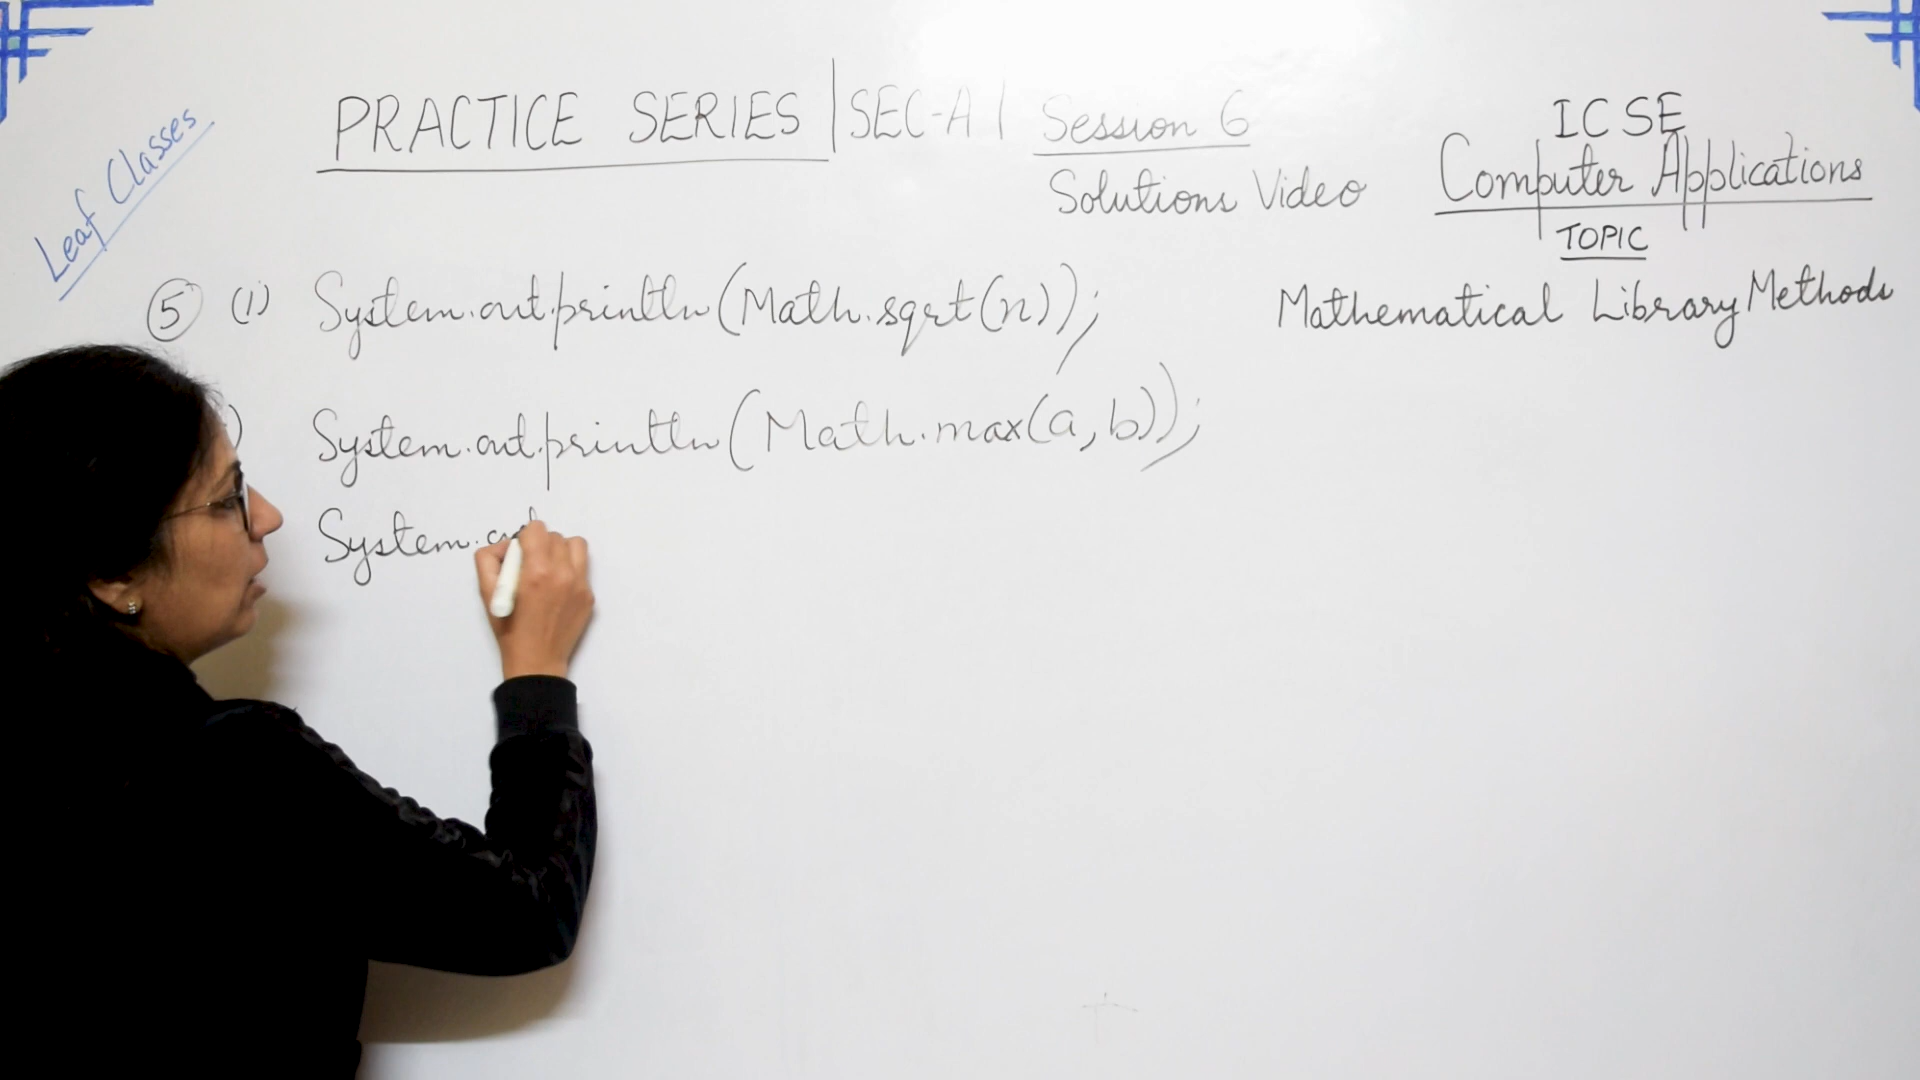 Leaf Classes
PRACTICE SERIES | SEC-A | Session 6
Solutions Video
ICSE
Computer Applications
TOPIC
Mathematical Library Methods
5 (1) System.out.println(Math.sqrt(n));
) System.out.println(Math.max(a,b));
System.